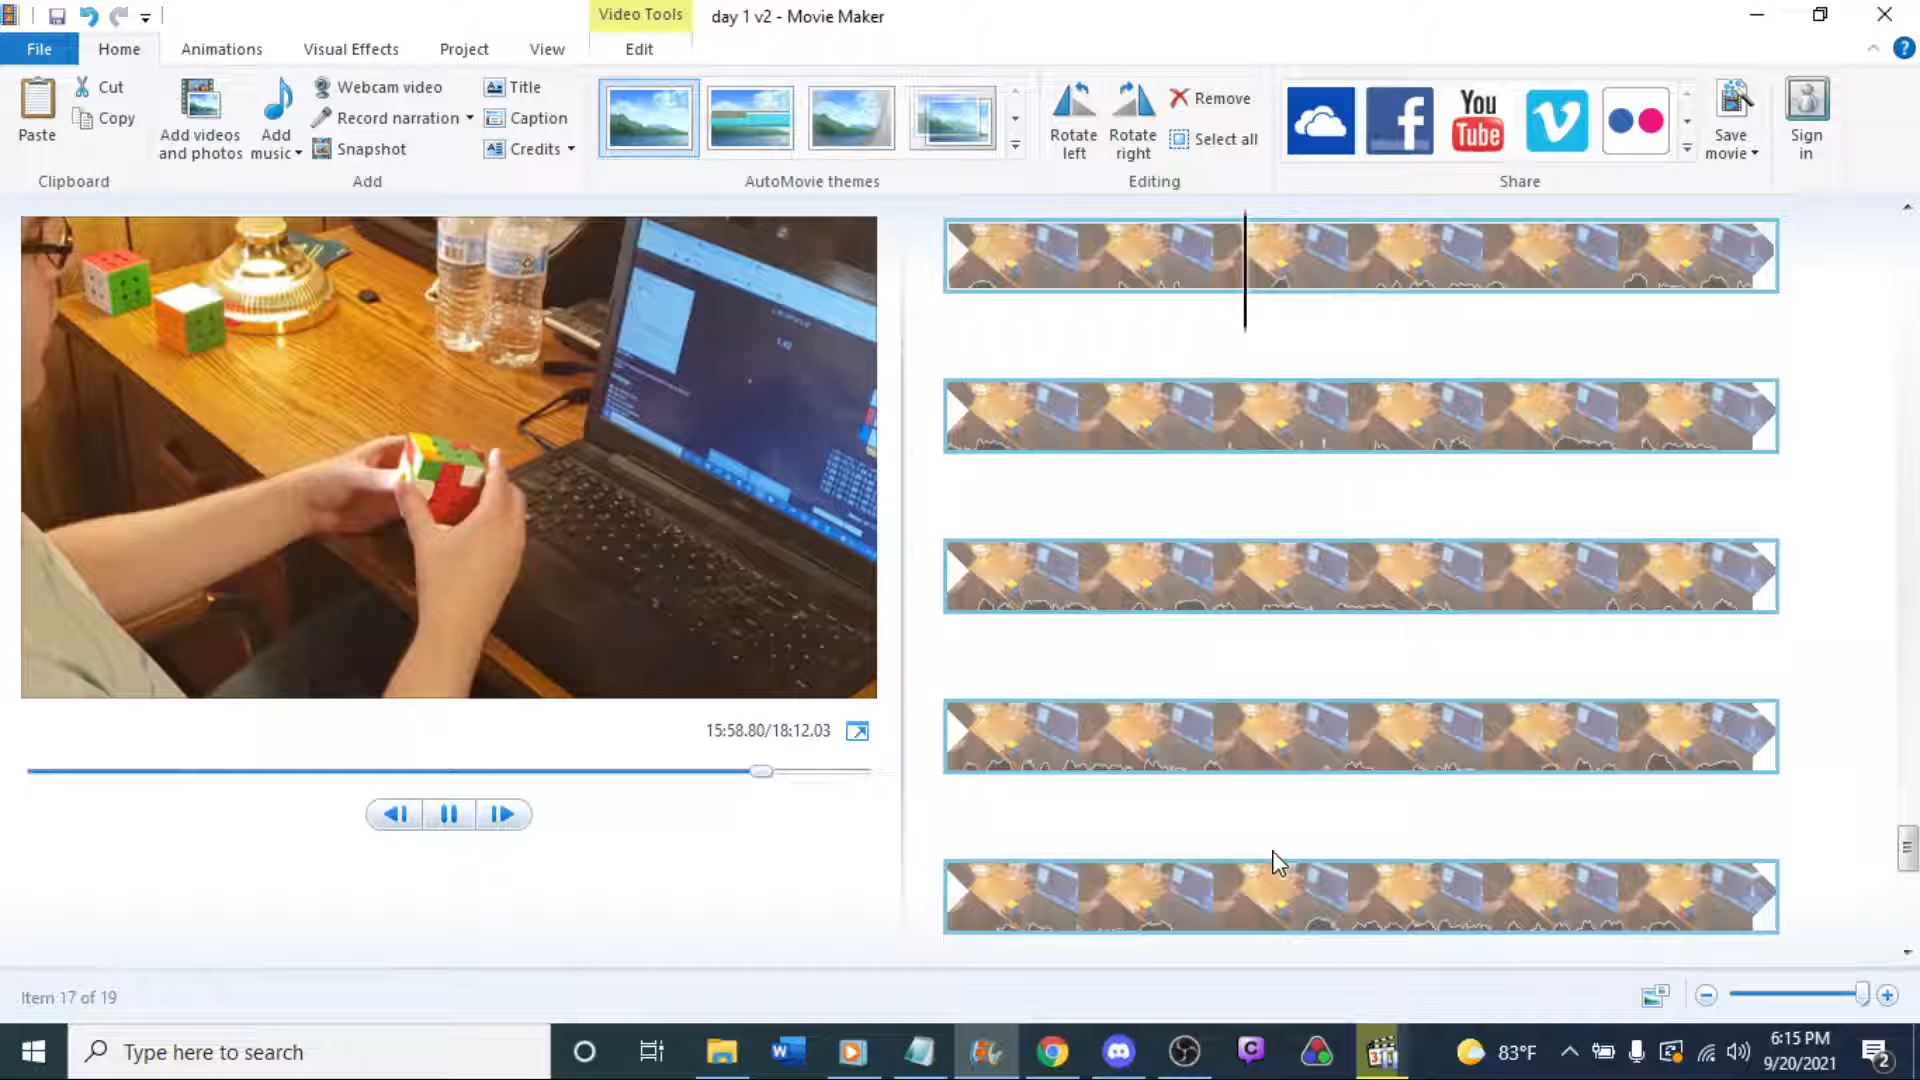 Video Tools
day 1 v2 - Movie Maker
File
Home
Animations
Visual Effects
Project
View
Edit
Paste
Cut
Copy
Clipboard
Add videos
and photos
Add
music
Webcam video
Record narration
Snapshot
Title
Caption
Credits
Add
AutoMovie themes
Rotate
left
Rotate
right
Remove
Select all
Editing
You
Tube
Share
Save
movie
Sign
in
15:58.80/18:12.03
Item 17 of 19
Type here to search
83°F
6:15 PM
9/20/2021
2